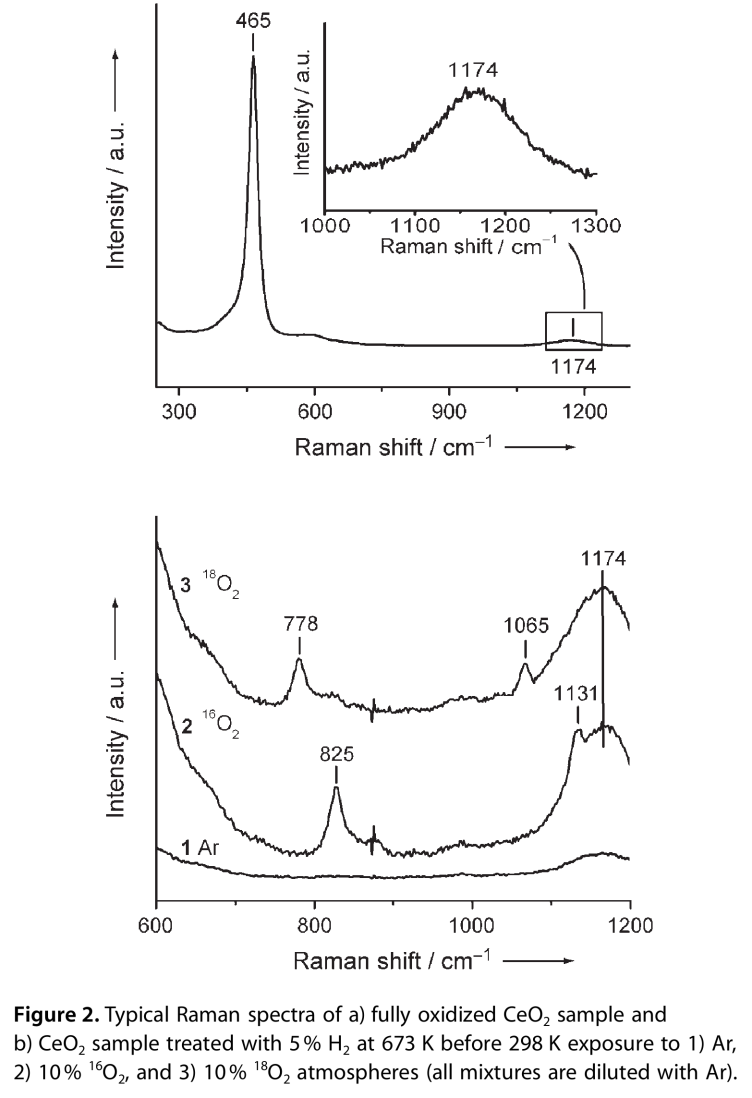 465
1174
Intensity / a.u.
1000 1100 1200 1300
Raman shift / cm⁻¹
Intensity / a.u.
1174
300 600 900 1200
Raman shift / cm⁻¹
1174
3 ¹⁸O₂
778
1065
1131
2 ¹⁶O₂
825
1 Ar
Intensity / a.u.
600 800 1000 1200
Raman shift / cm⁻¹
Figure 2. Typical Raman spectra of a) fully oxidized CeO₂ sample and
b) CeO₂ sample treated with 5% H₂ at 673 K before 298 K exposure to 1) Ar,
2) 10% ¹⁶O₂, and 3) 10% ¹⁸O₂ atmospheres (all mixtures are diluted with Ar).